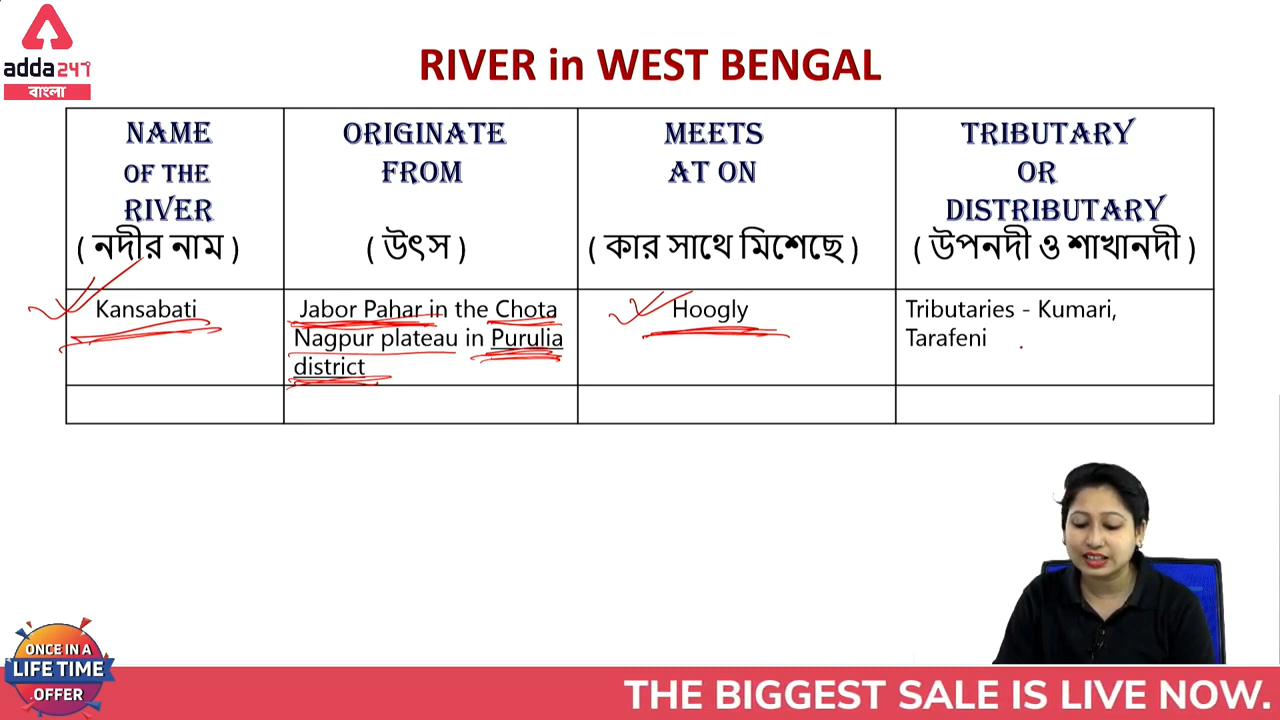 adda247
বাংলা
RIVER in WEST BENGAL
NAME
OF THE
RIVER
( নদীর নাম )
ORIGINATE
FROM
( উৎস )
MEETS
AT ON
( কার সাথে মিশেছে )
TRIBUTARY
OR
DISTRIBUTARY
( উপনদী ও শাখানদী )
Kansabati
Jabor Pahar in the Chota
Nagpur plateau in Purulia
district
Hoogly
Tributaries - Kumari,
Tarafeni
ONCE IN A
LIFE TIME
OFFER
THE BIGGEST SALE IS LIVE NOW.